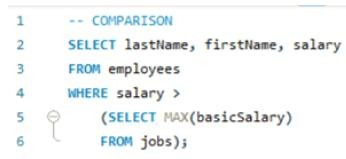 1 -- COMPARISON
2 SELECT lastName, firstName, salary
3 FROM employees
4 WHERE salary >
5 (SELECT MAX(basicSalary)
6 FROM jobs);